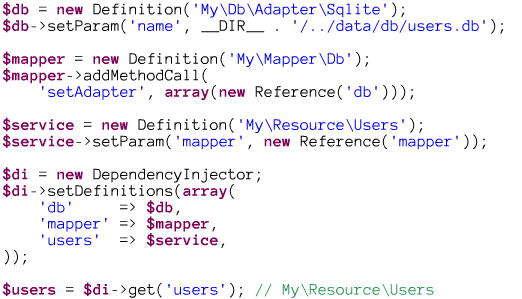 $db = new Definition('My\Db\Adapter\Sqlite');
$db->setParam('name', __DIR__ . '/../data/db/users.db');
$mapper = new Definition('My\Mapper\Db');
$mapper->addMethodCall(
    'setAdapter', array(new Reference('db')));
$service = new Definition('My\Resource\Users');
$service->setParam('mapper', new Reference('mapper'));
$di = new DependencyInjector;
$di->setDefinitions(array(
    'db'     => $db,
    'mapper' => $mapper,
    'users'  => $service,
));
$users = $di->get('users'); // My\Resource\Users